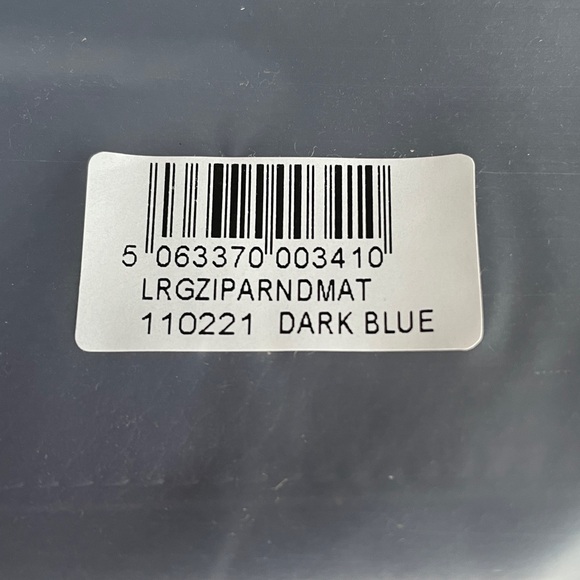 5 063370 003410
LRGZIPARNDMAT
110221 DARK BLUE